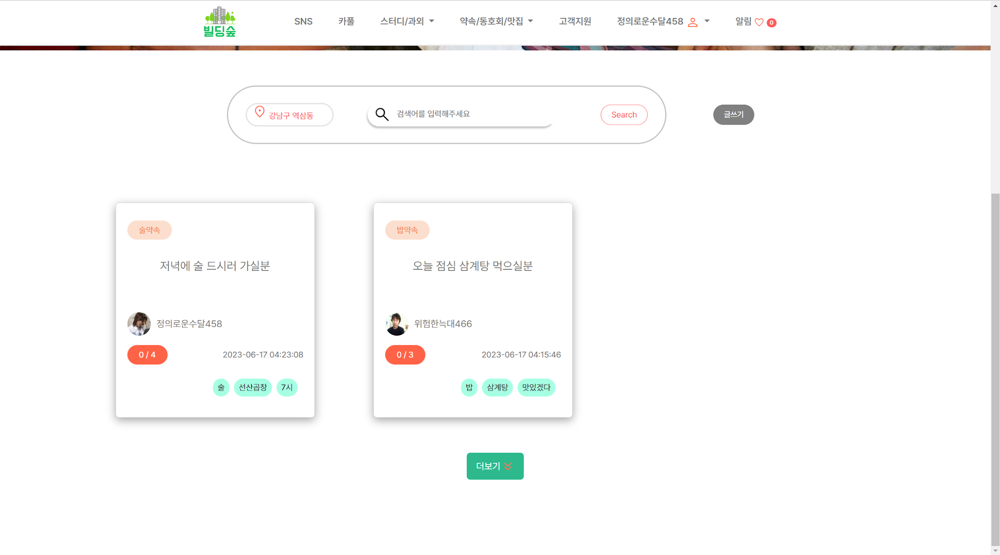 빌딩숲
SNS 카풀 스터디/과외 약속/동호회/맛집 고객지원 정의로운수달458 알림 0
강남구 역삼동 검색어를 입력해주세요 Search 글쓰기
술약속
저녁에 술 드시러 가실분
정의로운수달458
0 / 4 2023-06-17 04:23:08
술 선산곱창 7시
밥약속
오늘 점심 삼계탕 먹으실분
위험한늑대466
0 / 3 2023-06-17 04:15:46
밥 삼계탕 맛있겠다
더보기